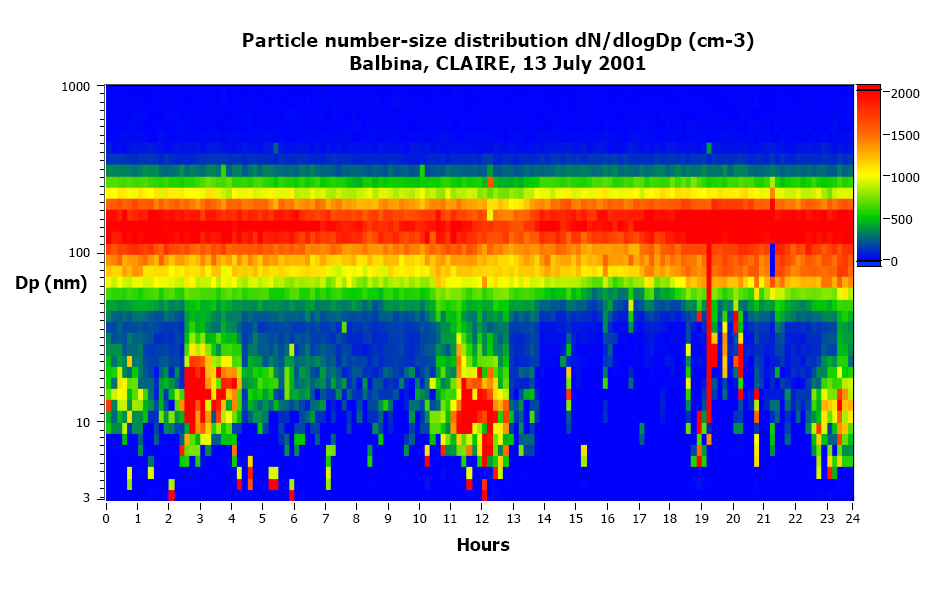 Particle number-size distribution dN/dlogDp (cm-3)
Balbina, CLAIRE, 13 July 2001
1000
100
10
3
Dp (nm)
0 1 2 3 4 5 6 7 8 9 10 11 12 13 14 15 16 17 18 19 20 21 22 23 24
Hours
2000
1500
1000
500
0